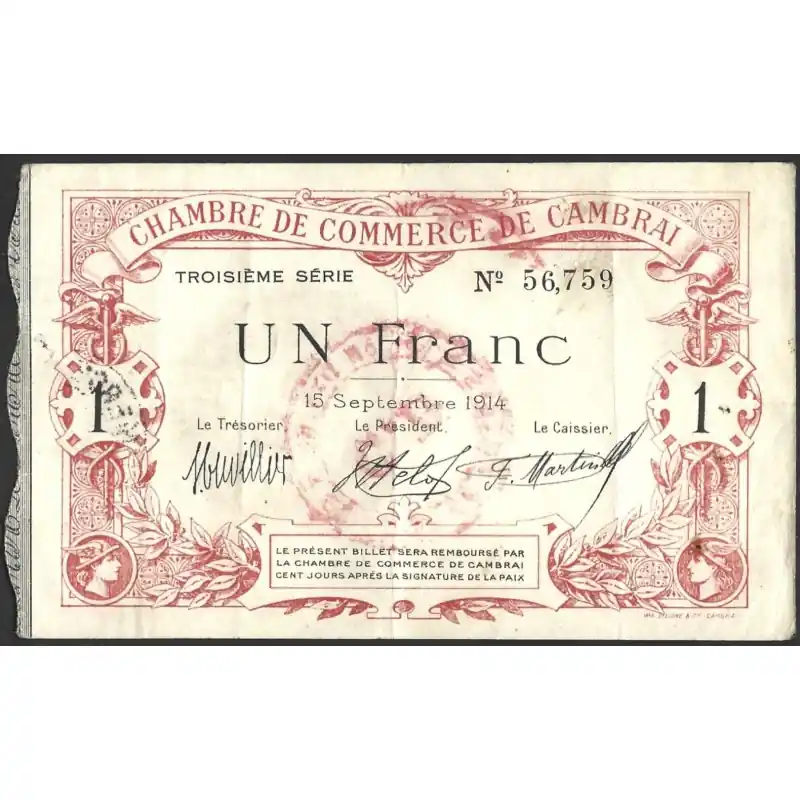 CHAMBRE DE COMMERCE DE CAMBRAI
TROISIÈME SÉRIE
Nº 56,759
UN Franc
1
1
15 Septembre 1914
Le Trésorier,
Le Président,
Le Caissier,
F. Martin
LE PRÉSENT BILLET SERA REMBOURSÉ PAR
LA CHAMBRE DE COMMERCE DE CAMBRAI
CENT JOURS APRÈS LA SIGNATURE DE LA PAIX